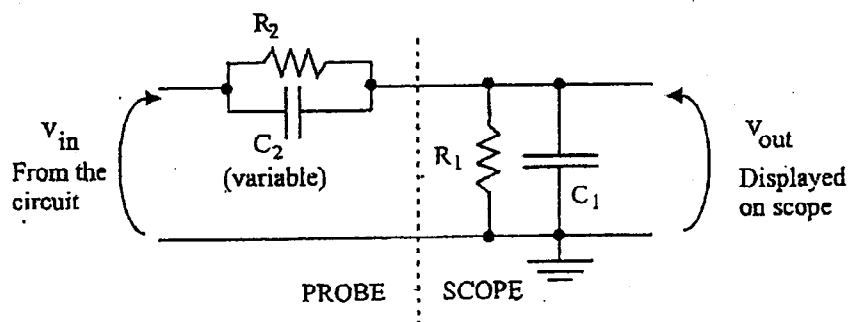 R2
C2
(variable)
Vin
From the
circuit
R1
C1
Vout
Displayed
on scope
PROBE
SCOPE